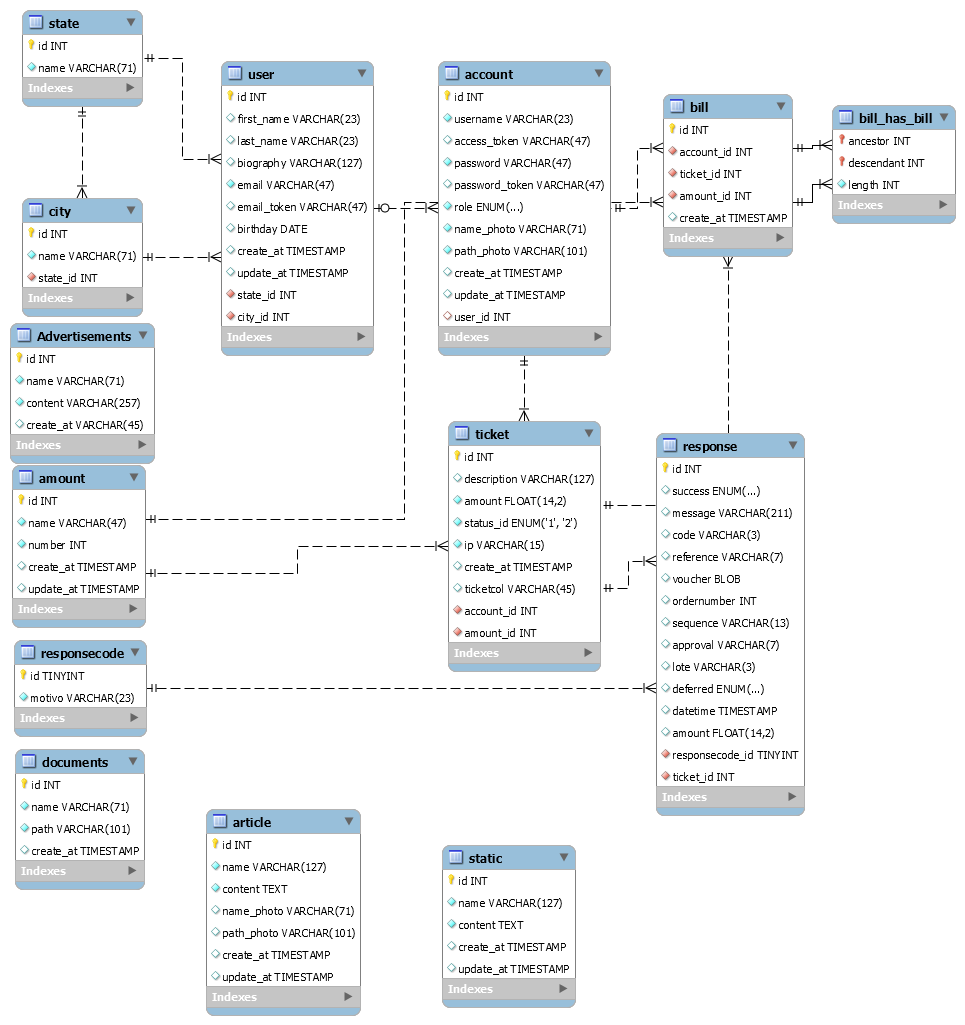 state
id INT
name VARCHAR(71)
Indexes
city
id INT
name VARCHAR(71)
state_id INT
Indexes
user
id INT
first_name VARCHAR(23)
last_name VARCHAR(23)
biography VARCHAR(127)
email VARCHAR(47)
email_token VARCHAR(47)
birthday DATE
create_at TIMESTAMP
update_at TIMESTAMP
state_id INT
city_id INT
Indexes
account
id INT
username VARCHAR(23)
access_token VARCHAR(47)
password VARCHAR(47)
password_token VARCHAR(47)
role ENUM(...)
name_photo VARCHAR(71)
path_photo VARCHAR(101)
create_at TIMESTAMP
update_at TIMESTAMP
user_id INT
Indexes
bill
id INT
account_id INT
ticket_id INT
amount_id INT
create_at TIMESTAMP
Indexes
bill_has_bill
ancestor INT
descendant INT
length INT
Indexes
Advertisements
id INT
name VARCHAR(71)
content VARCHAR(257)
create_at VARCHAR(45)
Indexes
amount
id INT
name VARCHAR(47)
number INT
create_at TIMESTAMP
update_at TIMESTAMP
Indexes
ticket
id INT
description VARCHAR(127)
amount FLOAT(14,2)
status_id ENUM('1', '2')
ip VARCHAR(15)
create_at TIMESTAMP
ticketcol VARCHAR(45)
account_id INT
amount_id INT
Indexes
response
id INT
success ENUM(...)
message VARCHAR(211)
code VARCHAR(3)
reference VARCHAR(7)
voucher BLOB
ordernumber INT
sequence VARCHAR(13)
approval VARCHAR(7)
lote VARCHAR(3)
deferred ENUM(...)
datetime TIMESTAMP
amount FLOAT(14,2)
responsecode_id TINYINT
ticket_id INT
Indexes
responsecode
id TINYINT
motivo VARCHAR(23)
Indexes
documents
id INT
name VARCHAR(71)
path VARCHAR(101)
create_at TIMESTAMP
Indexes
article
id INT
name VARCHAR(127)
content TEXT
name_photo VARCHAR(71)
path_photo VARCHAR(101)
create_at TIMESTAMP
update_at TIMESTAMP
Indexes
static
id INT
name VARCHAR(127)
content TEXT
create_at TIMESTAMP
update_at TIMESTAMP
Indexes